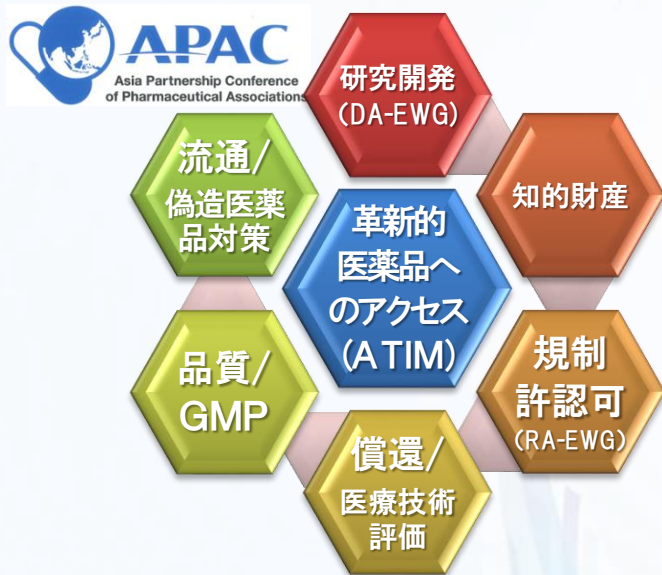 APAC
Asia Partnership Conference
of Pharmaceutical Associations
研究開発
(DA-EWG)
知的財産
規制
許認可
(RA-EWG)
償還/
医療技術
評価
品質/
GMP
流通/
偽造医薬
品対策
革新的
医薬品へ
のアクセス
(ATIM)